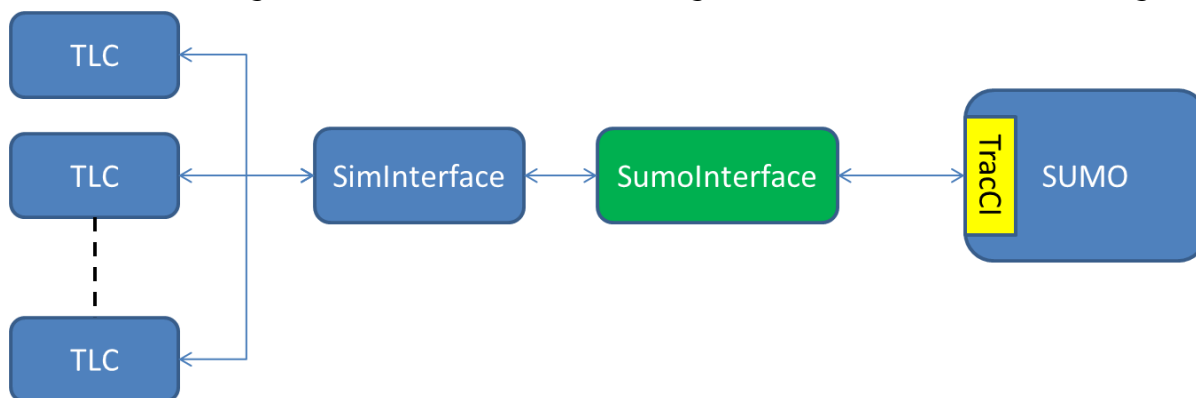 TLC
TLC
SimInterface
SumoInterface
TracCI
SUMO
TLC